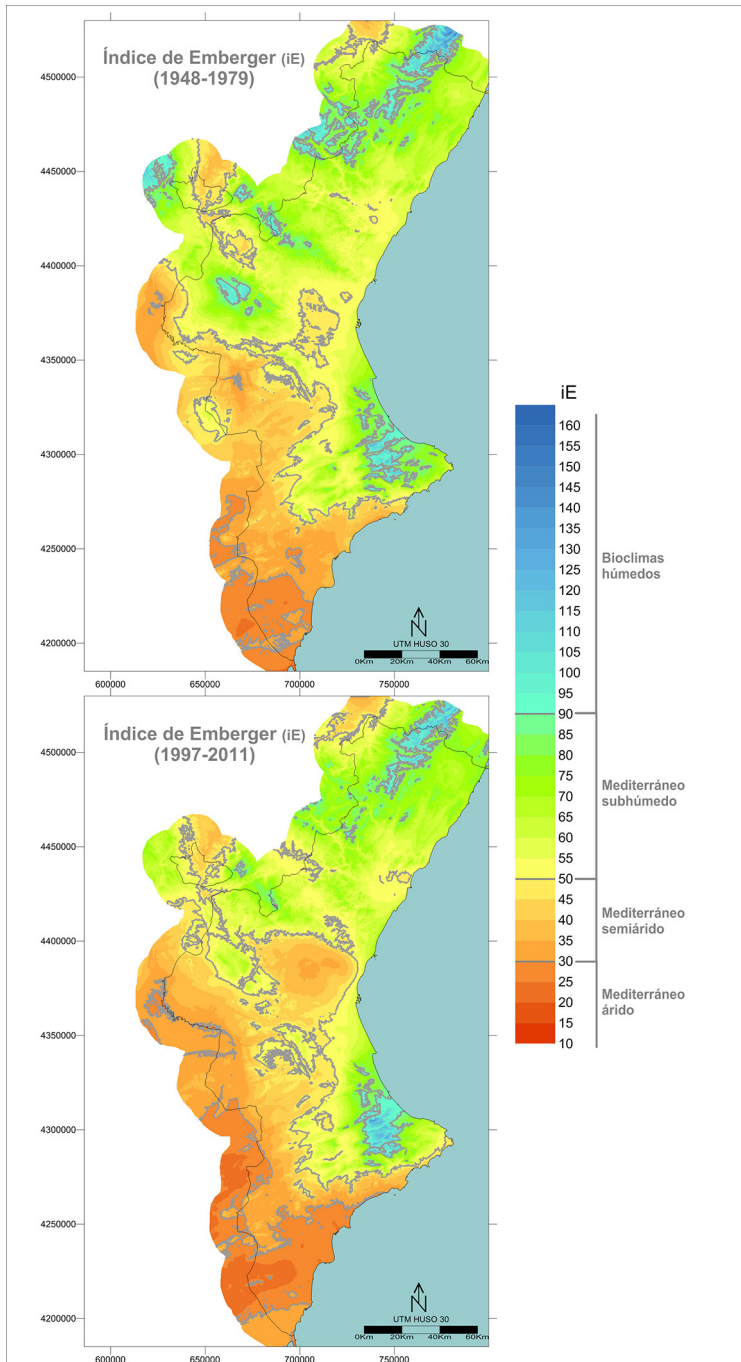 Índice de Emberger (iE)
(1948-1979)
4500000
4450000
4400000
4350000
4300000
4250000
4200000
N
UTM HUSO 30
0Km 20Km 40Km 60Km
600000 650000 700000 750000
Índice de Emberger (iE)
(1997-2011)
4500000
4450000
4400000
4350000
4300000
4250000
4200000
N
UTM HUSO 30
0Km 20Km 40Km 60Km
600000 650000 700000 750000
iE
160
155
150
145
140
135
130
125
120
115
110
105
100
95
90
85
80
75
70
65
60
55
50
45
40
35
30
25
20
15
10
Bioclimas
húmedos
Mediterráneo
subhúmedo
Mediterráneo
semiárido
Mediterráneo
árido